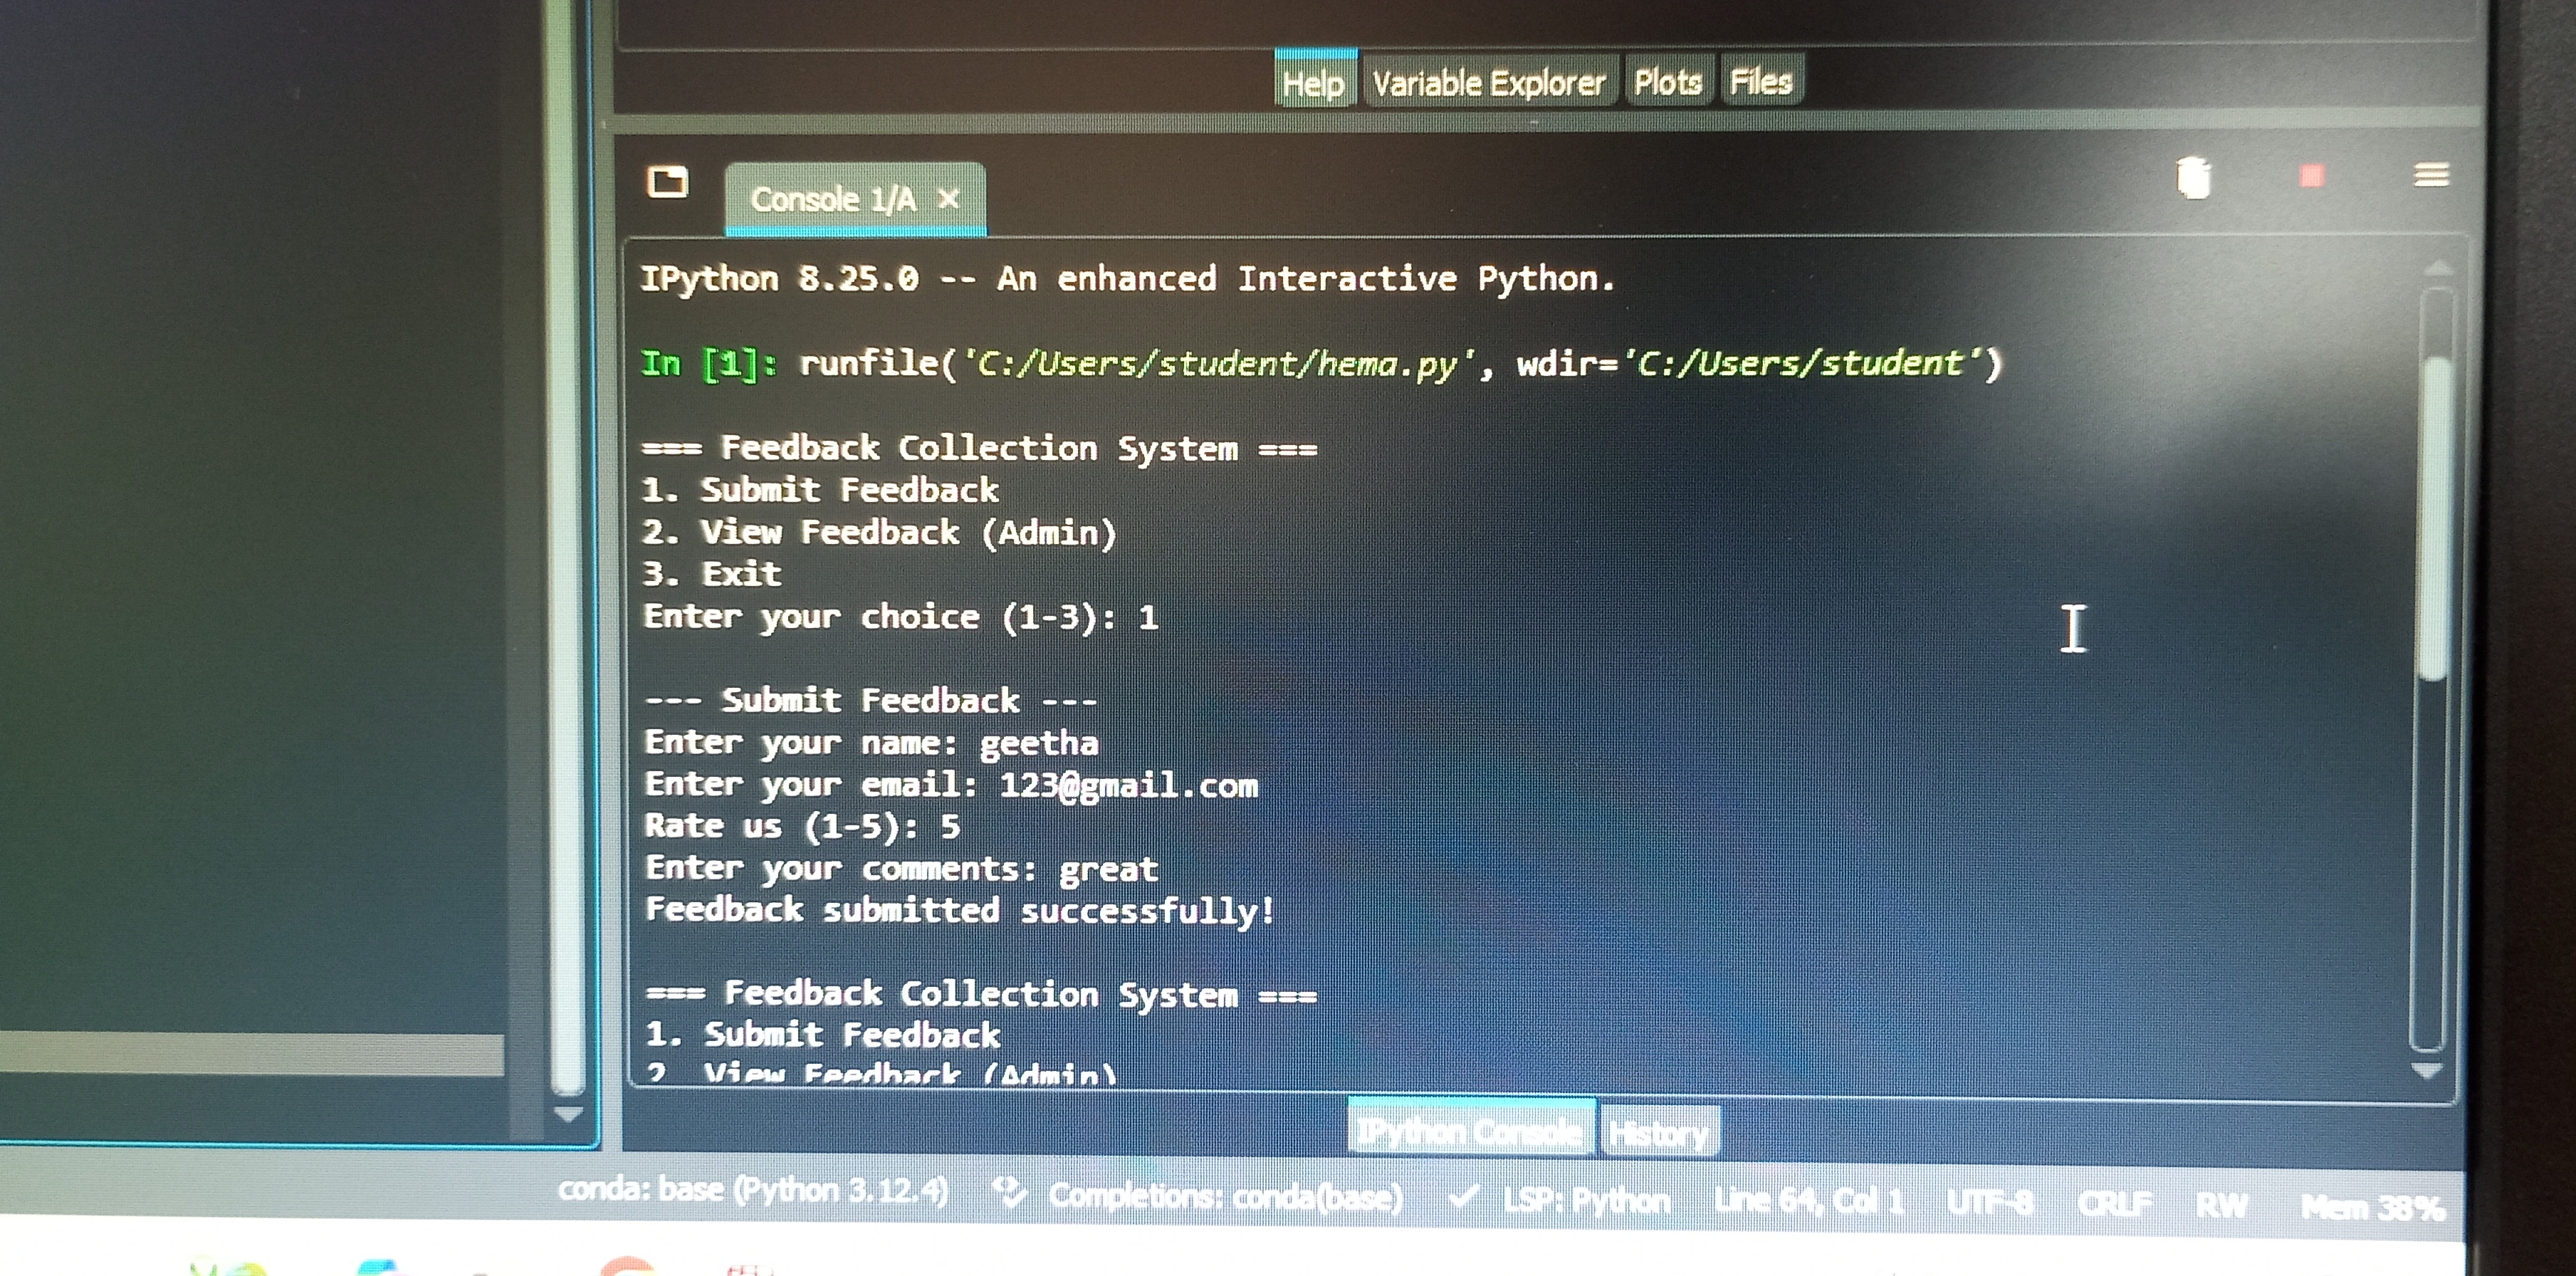 Help Variable Explorer Plots Files
Console 1/A ×
IPython 8.25.0 -- An enhanced Interactive Python.
In [1]: runfile('C:/Users/student/hema.py', wdir='C:/Users/student')
=== Feedback Collection System ===
1. Submit Feedback
2. View Feedback (Admin)
3. Exit
Enter your choice (1-3): 1
--- Submit Feedback ---
Enter your name: geetha
Enter your email: 123@gmail.com
Rate us (1-5): 5
Enter your comments: great
Feedback submitted successfully!
=== Feedback Collection System ===
1. Submit Feedback
2. View Feedback (Admin)
IPython Console History
conda: base (Python 3.12.4) Completions: conda(base) ✓ LSP: Python Line 64, Col 1 UTF-8 CRLF RW Mem 38%